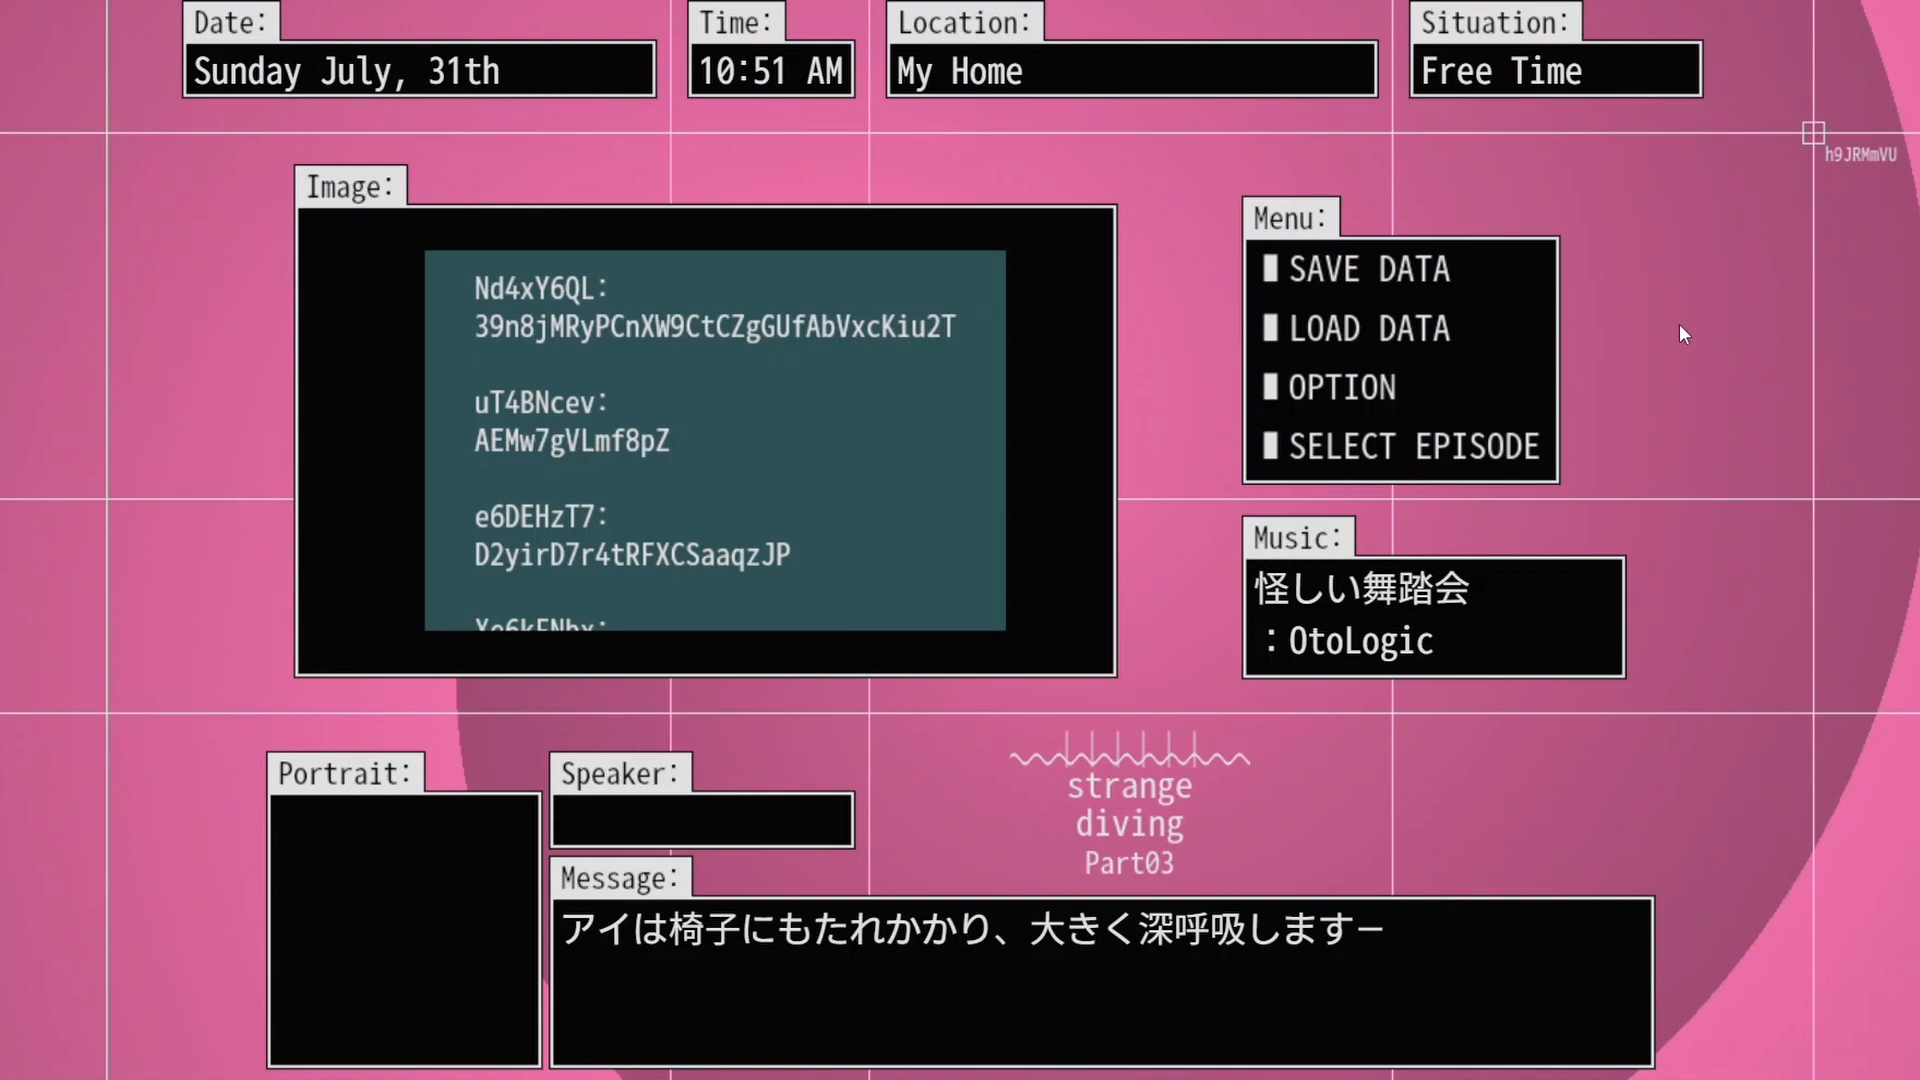 Date:
Sunday July, 31th
Time:
10:51 AM
Location:
My Home
Situation:
Free Time
h9JRMmVU
Image:
Nd4xY6QL:
39n8jMRyPCnXW9CtCZgGUfAbVxcKiu2T
uT4BNcev:
AEMw7gVLmf8pZ
e6DEHzT7:
D2yirD7r4tRFXCSaaqzJP
Menu:
SAVE DATA
LOAD DATA
OPTION
SELECT EPISODE
Music:
怪しい舞踏会
：OtoLogic
strange
diving
Part03
Portrait:
Speaker:
Message:
アイは椅子にもたれかかり、大きく深呼吸します－